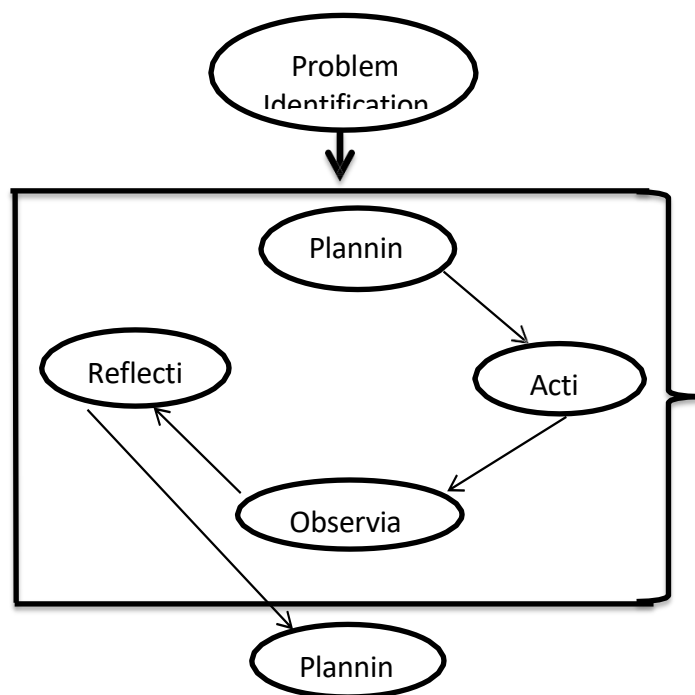 Problem
Identification
Plannin
Reflecti
Acti
Observia
Plannin